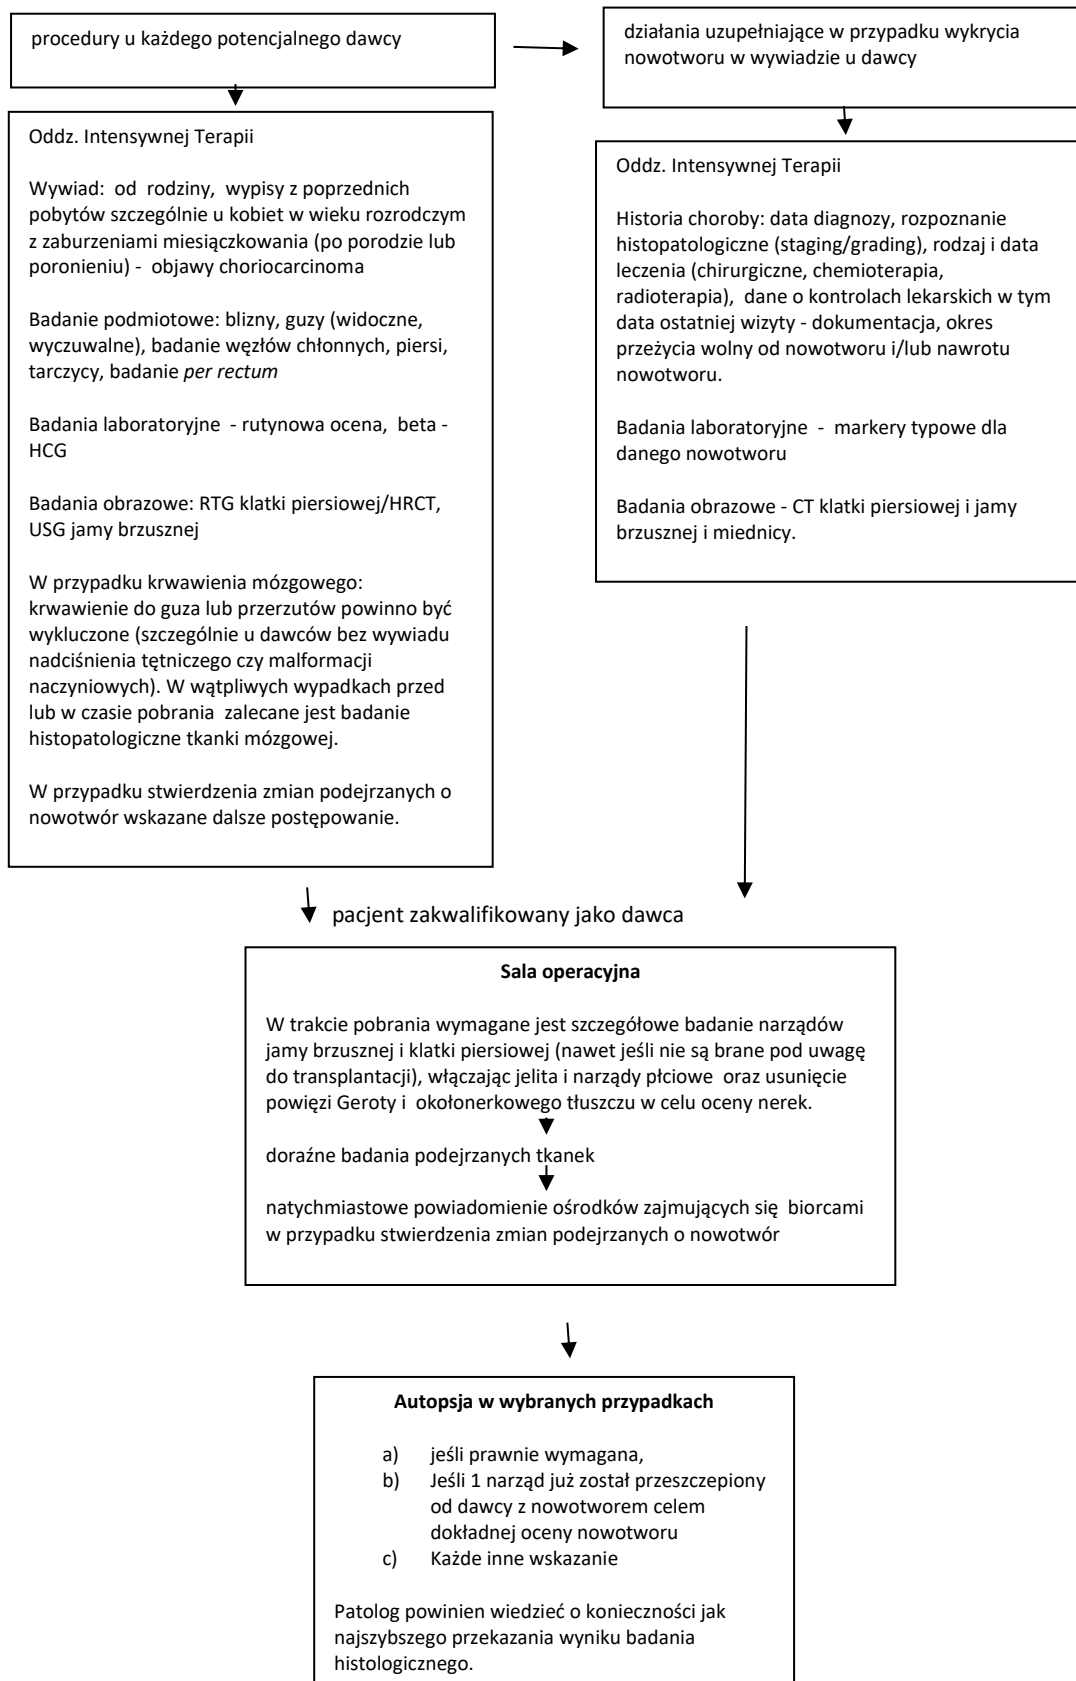 procedury u każdego potencjalnego dawcy
działania uzupełniające w przypadku wykrycia
nowotworu w wywiadzie u dawcy
Oddz. Intensywnej Terapii
Wywiad: od rodziny, wypisy z poprzednich
pobytów szczególnie u kobiet w wieku rozrodczym
z zaburzeniami miesiączkowania (po porodzie lub
poronieniu) - objawy choriocarcinoma
Badanie podmiotowe: blizny, guzy (widoczne,
wyczuwalne), badanie węzłów chłonnych, piersi,
tarczycy, badanie per rectum
Badania laboratoryjne - rutynowa ocena, beta -
HCG
Badania obrazowe: RTG klatki piersiowej/HRCT,
USG jamy brzusznej
W przypadku krwawienia mózgowego:
krwawienie do guza lub przerzutów powinno być
wykluczone (szczególnie u dawców bez wywiadu
nadciśnienia tętniczego czy malformacji
naczyniowych). W wątpliwych wypadkach przed
lub w czasie pobrania zalecane jest badanie
histopatologiczne tkanki mózgowej.
W przypadku stwierdzenia zmian podejrzanych o
nowotwór wskazane dalsze postępowanie.
Oddz. Intensywnej Terapii
Historia choroby: data diagnozy, rozpoznanie
histopatologiczne (staging/grading), rodzaj i data
leczenia (chirurgiczne, chemioterapia,
radioterapia), dane o kontrolach lekarskich w tym
data ostatniej wizyty - dokumentacja, okres
przeżycia wolny od nowotworu i/lub nawrotu
nowotworu.
Badania laboratoryjne - markery typowe dla
danego nowotworu
Badania obrazowe - CT klatki piersiowej i jamy
brzusznej i miednicy.
pacjent zakwalifikowany jako dawca
Sala operacyjna
W trakcie pobrania wymagane jest szczegółowe badanie narządów
jamy brzusznej i klatki piersiowej (nawet jeśli nie są brane pod uwagę
do transplantacji), włączając jelita i narządy płciowe oraz usunięcie
powięzi Geroty i okołonerkowego tłuszczu w celu oceny nerek.
doraźne badania podejrzanych tkanek
natychmiastowe powiadomienie ośrodków zajmujących się biorcami
w przypadku stwierdzenia zmian podejrzanych o nowotwór
Autopsja w wybranych przypadkach
a) jeśli prawnie wymagana,
b) Jeśli 1 narząd już został przeszczepiony
od dawcy z nowotworem celem
dokładnej oceny nowotworu
c) Każde inne wskazanie
Patolog powinien wiedzieć o konieczności jak
najszybszego przekazania wyniku badania
histologicznego.